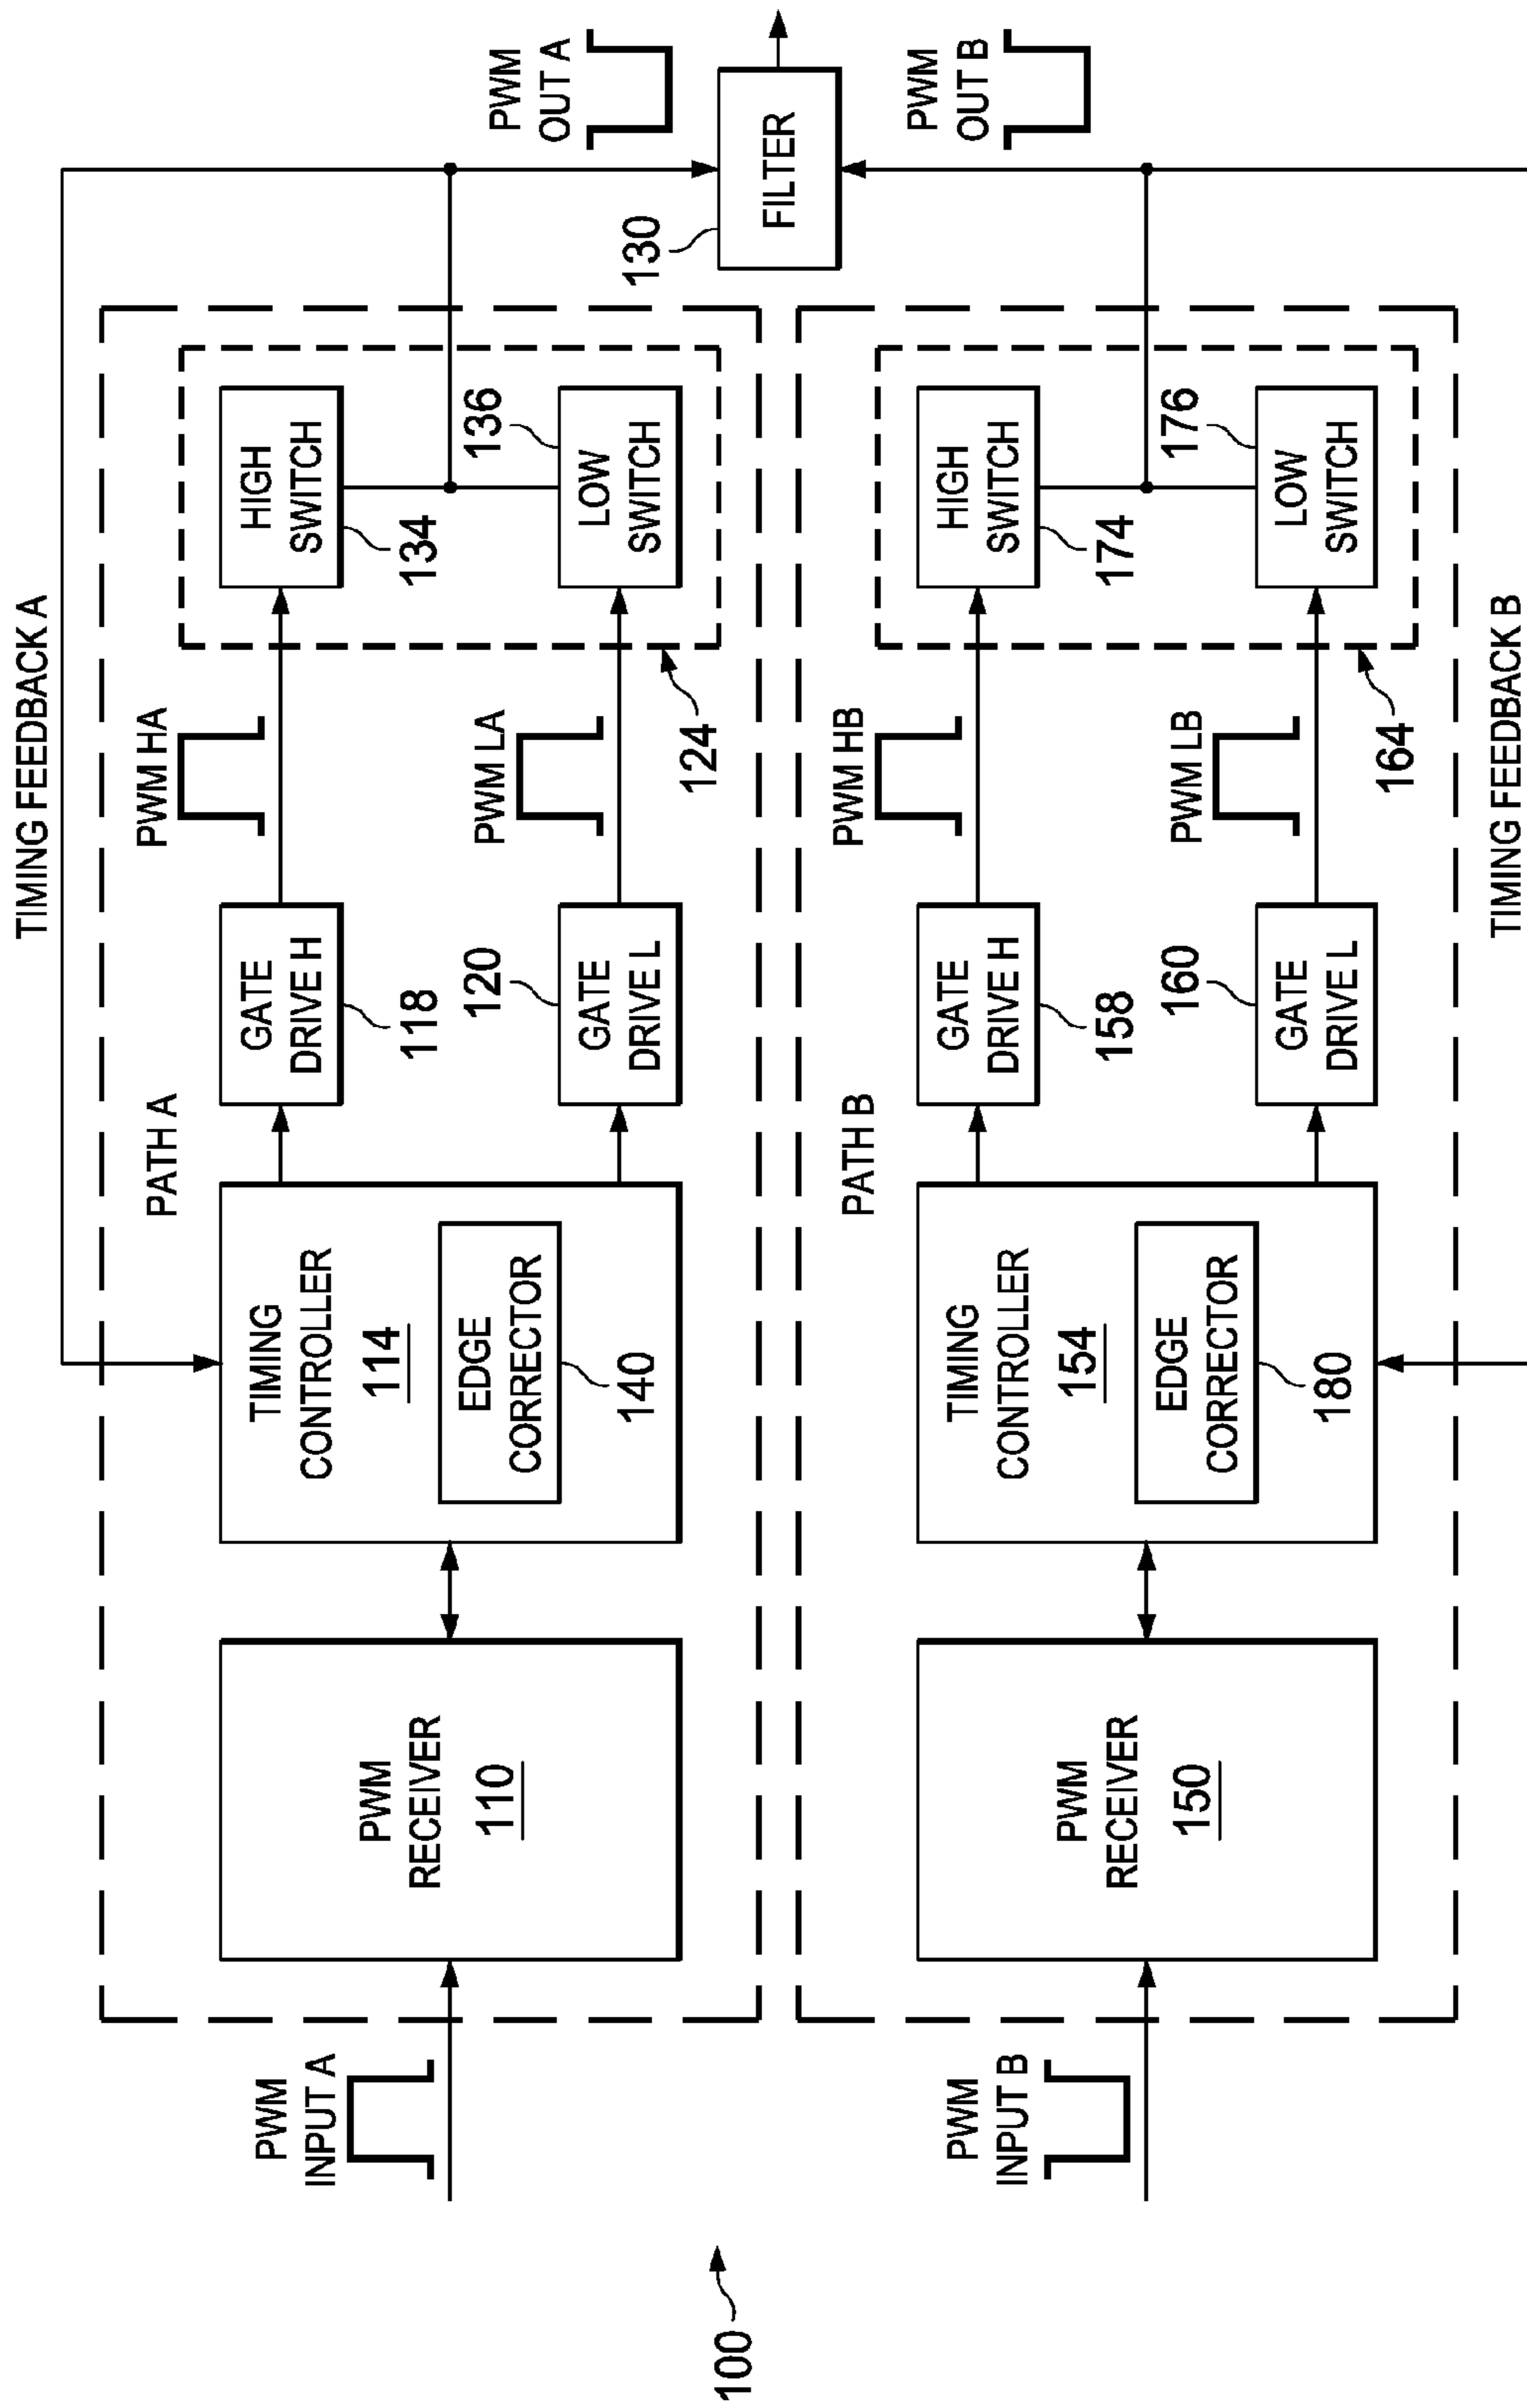 TIMING FEEDBACK A
PATH A
PWM
INPUT A
PWM
RECEIVER
110
TIMING
CONTROLLER
114
EDGE
CORRECTOR
140
GATE
DRIVE H
118
120
GATE
DRIVE L
PWM HA
PWM LA
124
HIGH
SWITCH
134
136
LOW
SWITCH
PWM
OUT A
130
FILTER
PWM
OUT B
100
PATH B
PWM
INPUT B
PWM
RECEIVER
150
TIMING
CONTROLLER
154
EDGE
CORRECTOR
180
GATE
DRIVE H
158
160
GATE
DRIVE L
PWM HB
PWM LB
164
HIGH
SWITCH
174
176
LOW
SWITCH
TIMING FEEDBACK B